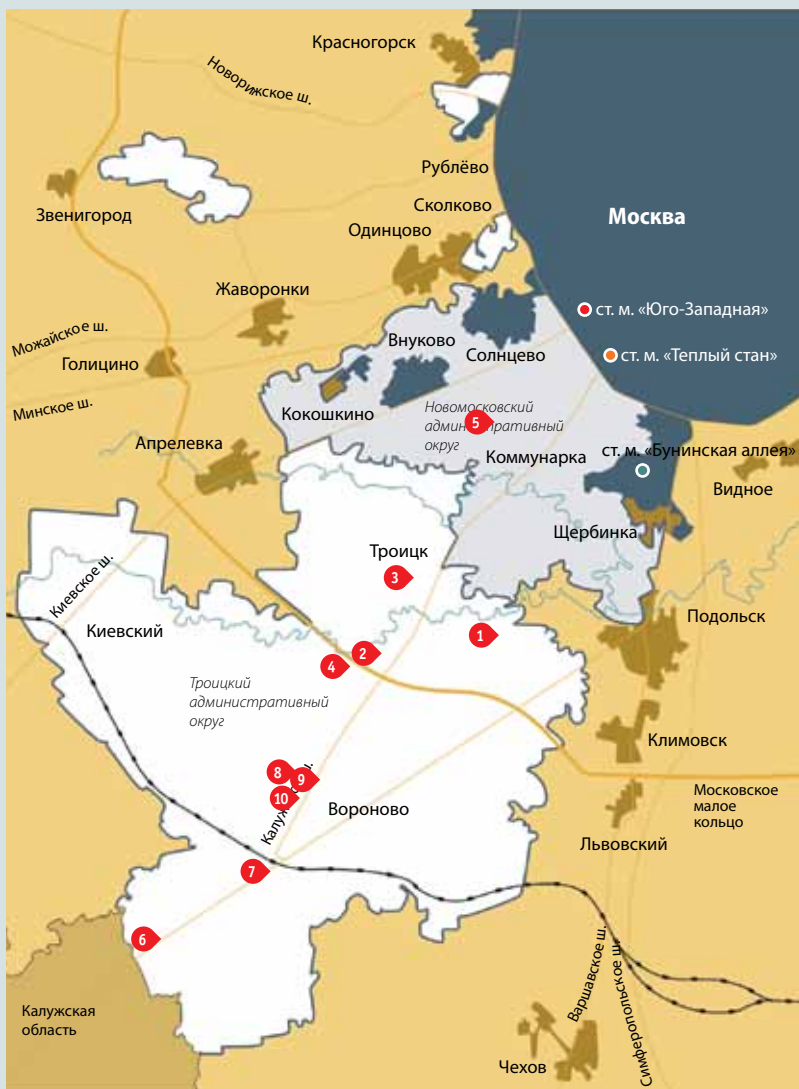 Красногорск
Новорижское ш.
Рублёво
Сколково
Москва
Звенигород
Одинцово
Жаворонки
ст. м. «Юго-Западная»
Можайское ш.
Внуково
Солнцево
ст. м. «Теплый стан»
Голицино
Минское ш.
Кокошкино
Новомосковский
административный
округ
5
Апрелевка
Коммунарка
ст. м. «Бунинская аллея»
Видное
Щербинка
Троицк
3
Киевское ш.
Киевский
1
Подольск
2
4
Троицкий
административный
округ
Климовск
8
9
10
Калужское ш.
Вороново
Московское
малое
кольцо
Львовский
7
6
Варшавское ш.
Симферопольское ш.
Калужская
область
Чехов